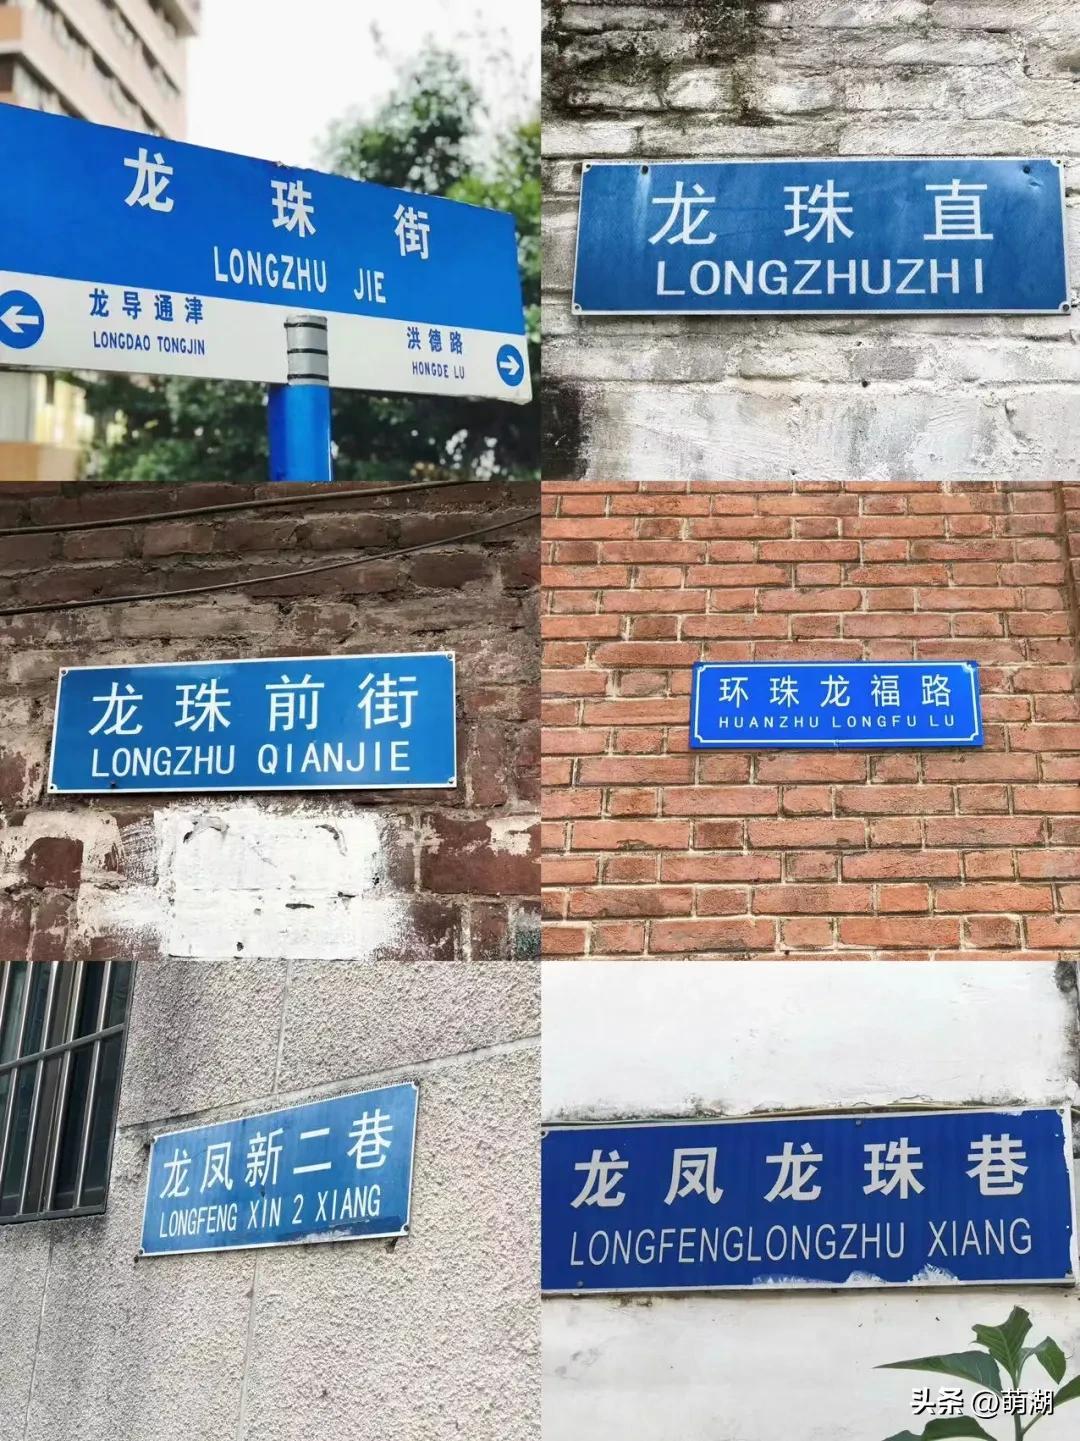 龙珠街
LONGZHU JIE
龙导通津
LONGDAO TONGJIN
洪德路
HONGDE LU
龙珠直
LONGZHUZHI
龙珠前街
LONGZHU QIANJIE
环珠龙福路
HUANZHU LONGFU LU
龙凤新二巷
LONGFENG XIN 2 XIANG
龙凤龙珠巷
LONGFENGLONGZHU XIANG
头条 @萌湖